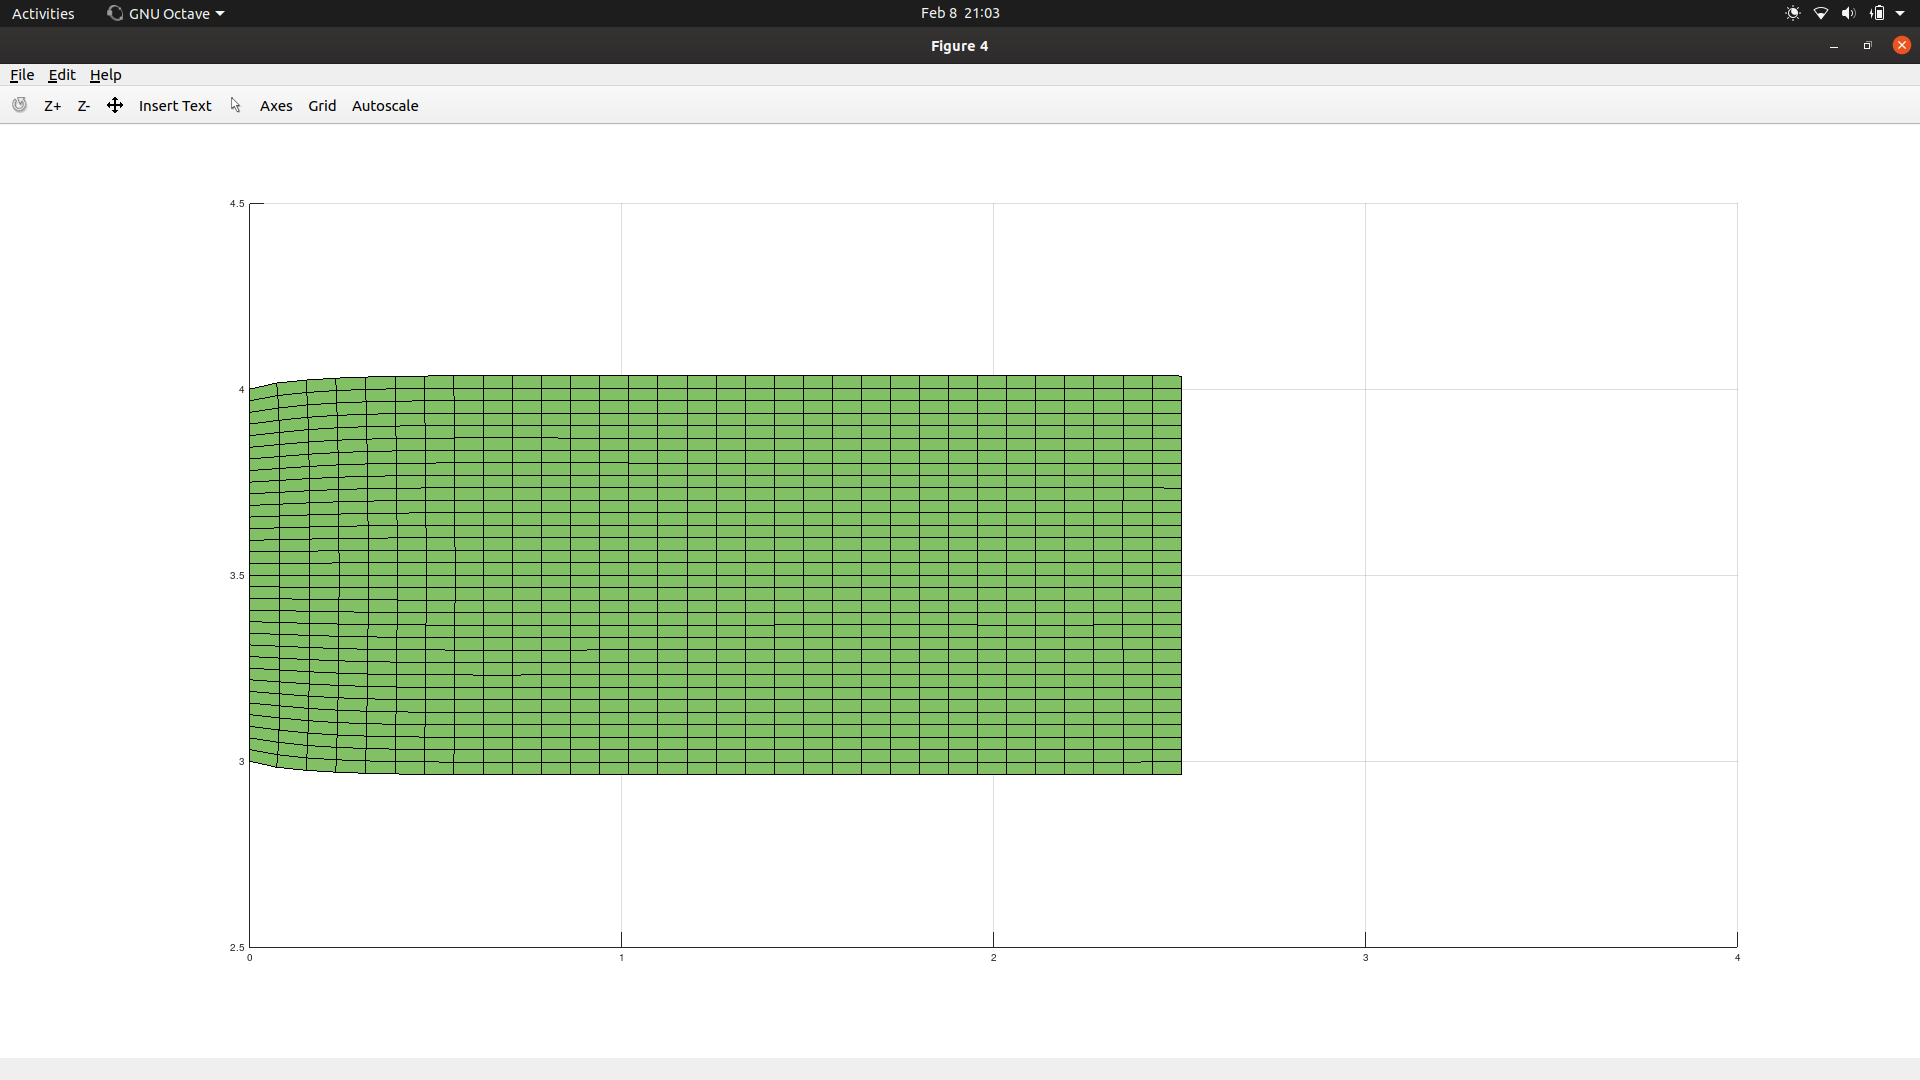 Activities GNU Octave Feb 8 21:03
Figure 4
File Edit Help
Z+ Z- Insert Text Axes Grid Autoscale
4.5
4
3.5
3
2.5
0 1 2 3 4